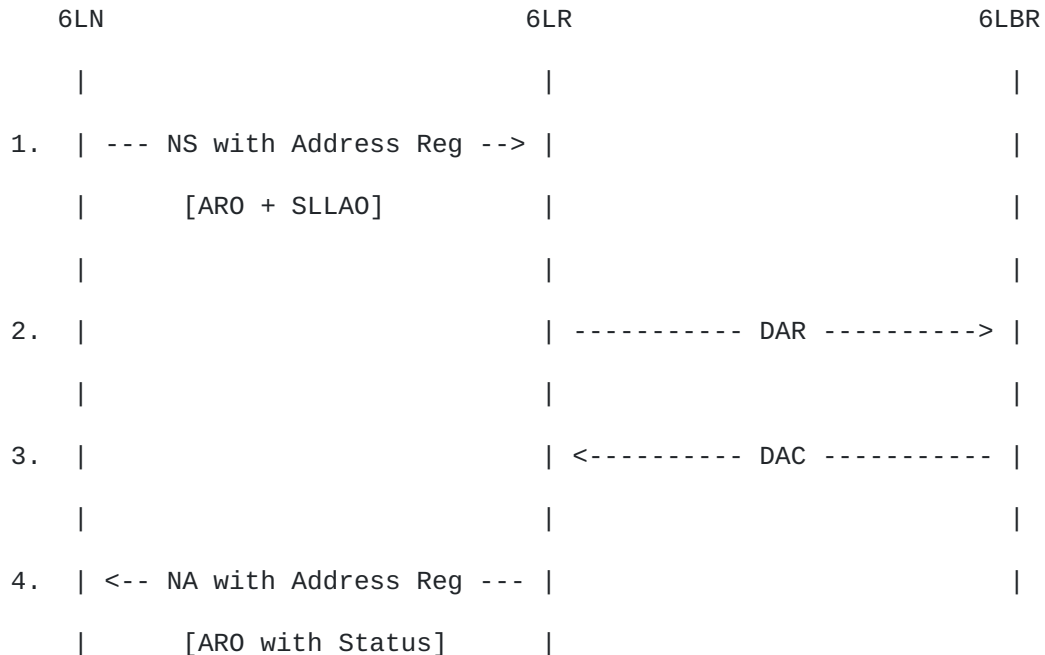 6LN 6LR 6LBR
| | |
1. | --- NS with Address Reg --> | |
| [ARO + SLLAO] | |
| | |
2. | | ----------- DAR ----------> |
| | |
3. | | <---------- DAC ----------- |
| | |
4. | <-- NA with Address Reg --- | |
| [ARO with Status] |